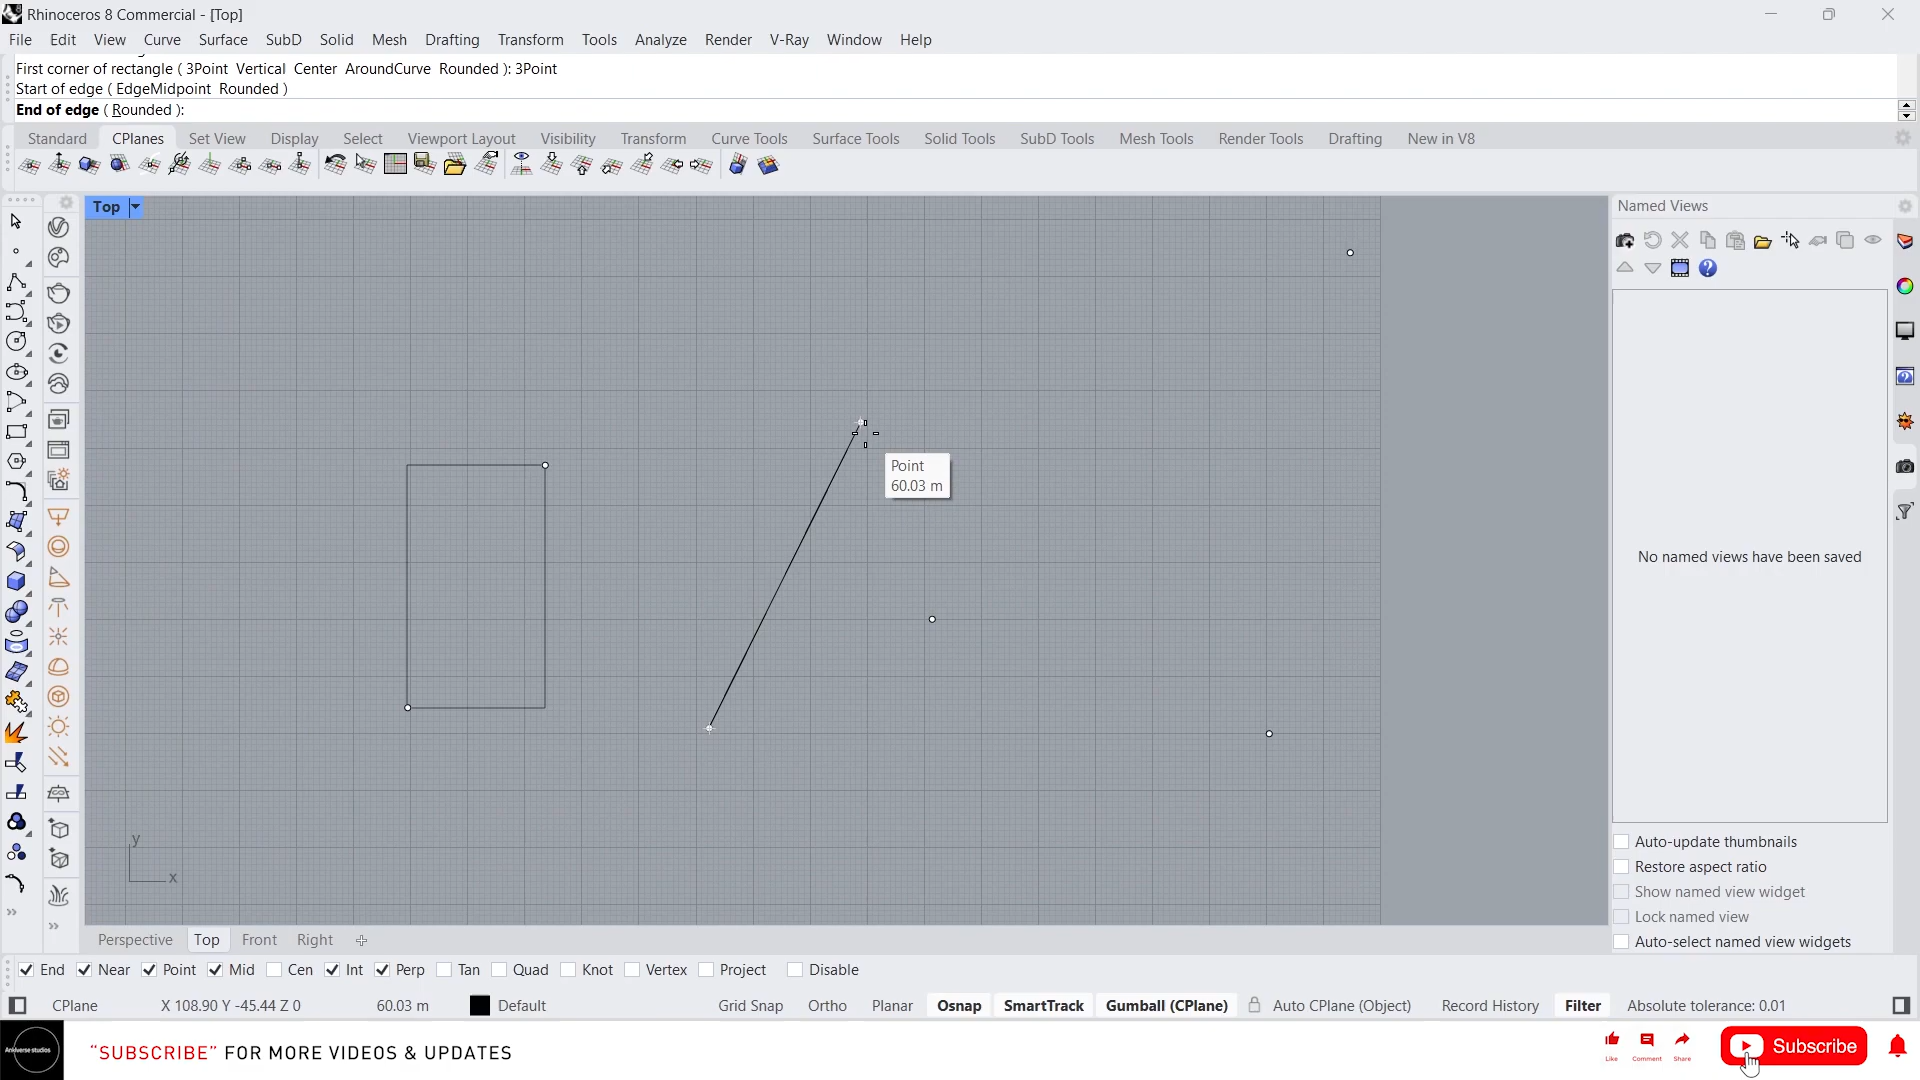 Rhinoceros 8 Commercial - [Top]
File Edit View Curve Surface SubD Solid Mesh Drafting Transform Tools Analyze Render V-Ray Window Help
First corner of rectangle ( 3Point Vertical Center AroundCurve Rounded ): 3Point
Start of edge ( EdgeMidpoint Rounded )
End of edge ( Rounded ):
Standard CPlanes Set View Display Select Viewport Layout Visibility Transform Curve Tools Surface Tools Solid Tools SubD Tools Mesh Tools Render Tools Drafting New in V8
Top
Named Views
Point
60.03 m
No named views have been saved
y
x
Auto-update thumbnails
Restore aspect ratio
Show named view widget
Lock named view
Auto-select named view widgets
Perspective Top Front Right
End Near Point Mid Cen Int Perp Tan Quad Knot Vertex Project Disable
CPlane X 108.90 Y -45.44 Z 0 60.03 m Default Grid Snap Ortho Planar Osnap SmartTrack Gumball (CPlane) Auto CPlane (Object) Record History Filter Absolute tolerance: 0.01
"SUBSCRIBE" FOR MORE VIDEOS & UPDATES
Like Comment Share
Subscribe